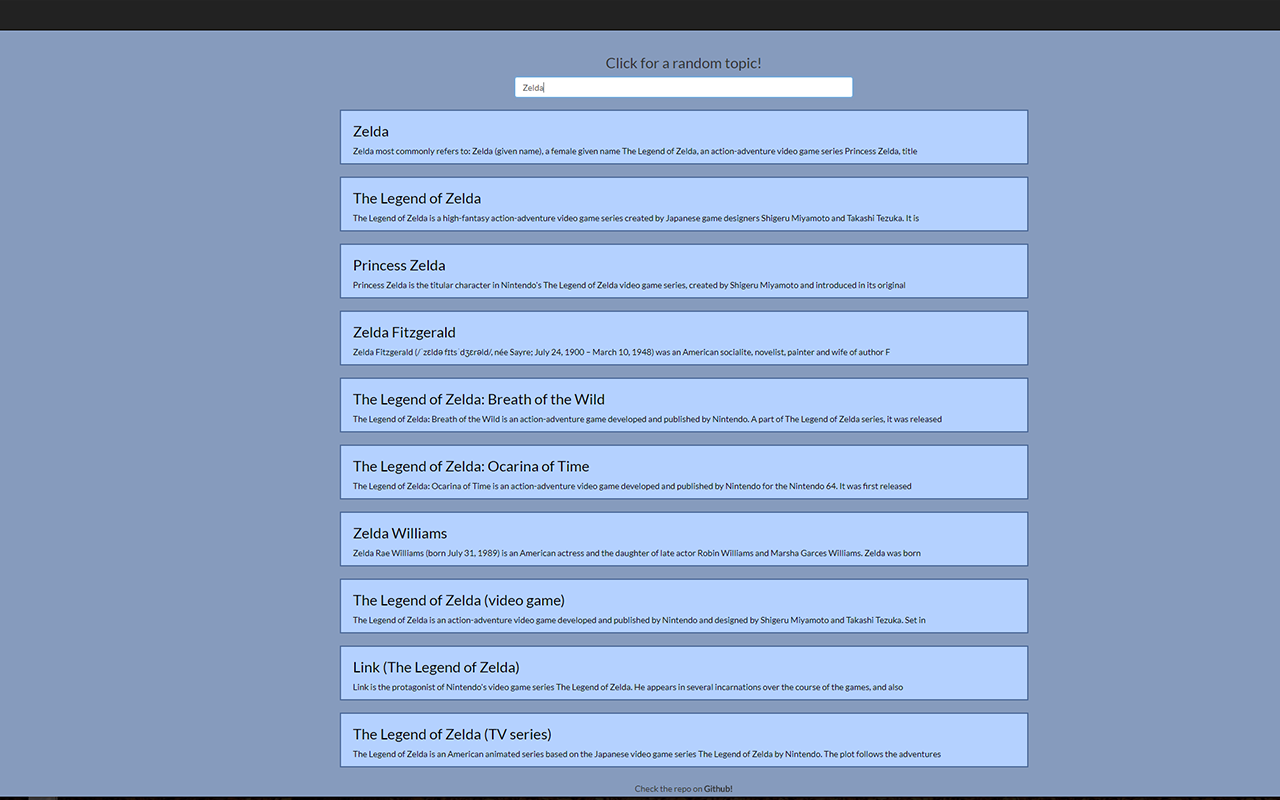 Click for a random topic!
Zelda
Zelda
Zelda most commonly refers to: Zelda (given name), a female given name The Legend of Zelda, an action-adventure video game series Princess Zelda, title
The Legend of Zelda
The Legend of Zelda is a high-fantasy action-adventure video game series created by Japanese game designers Shigeru Miyamoto and Takashi Tezuka. It is
Princess Zelda
Princess Zelda is the titular character in Nintendo's The Legend of Zelda video game series, created by Shigeru Miyamoto and introduced in its original
Zelda Fitzgerald
Zelda Fitzgerald (/ˈzɛldə fɪtsˈdʒɛrəld/, née Sayre; July 24, 1900 – March 10, 1948) was an American socialite, novelist, painter and wife of author F
The Legend of Zelda: Breath of the Wild
The Legend of Zelda: Breath of the Wild is an action-adventure game developed and published by Nintendo. A part of The Legend of Zelda series, it was released
The Legend of Zelda: Ocarina of Time
The Legend of Zelda: Ocarina of Time is an action-adventure video game developed and published by Nintendo for the Nintendo 64. It was first released
Zelda Williams
Zelda Rae Williams (born July 31, 1989) is an American actress and the daughter of late actor Robin Williams and Marsha Garces Williams. Zelda was born
The Legend of Zelda (video game)
The Legend of Zelda is an action-adventure video game developed and published by Nintendo and designed by Shigeru Miyamoto and Takashi Tezuka. Set in
Link (The Legend of Zelda)
Link is the protagonist of Nintendo's video game series The Legend of Zelda. He appears in several incarnations over the course of the games, and also
The Legend of Zelda (TV series)
The Legend of Zelda is an American animated series based on the Japanese video game series The Legend of Zelda by Nintendo. The plot follows the adventures
Check the repo on Github!